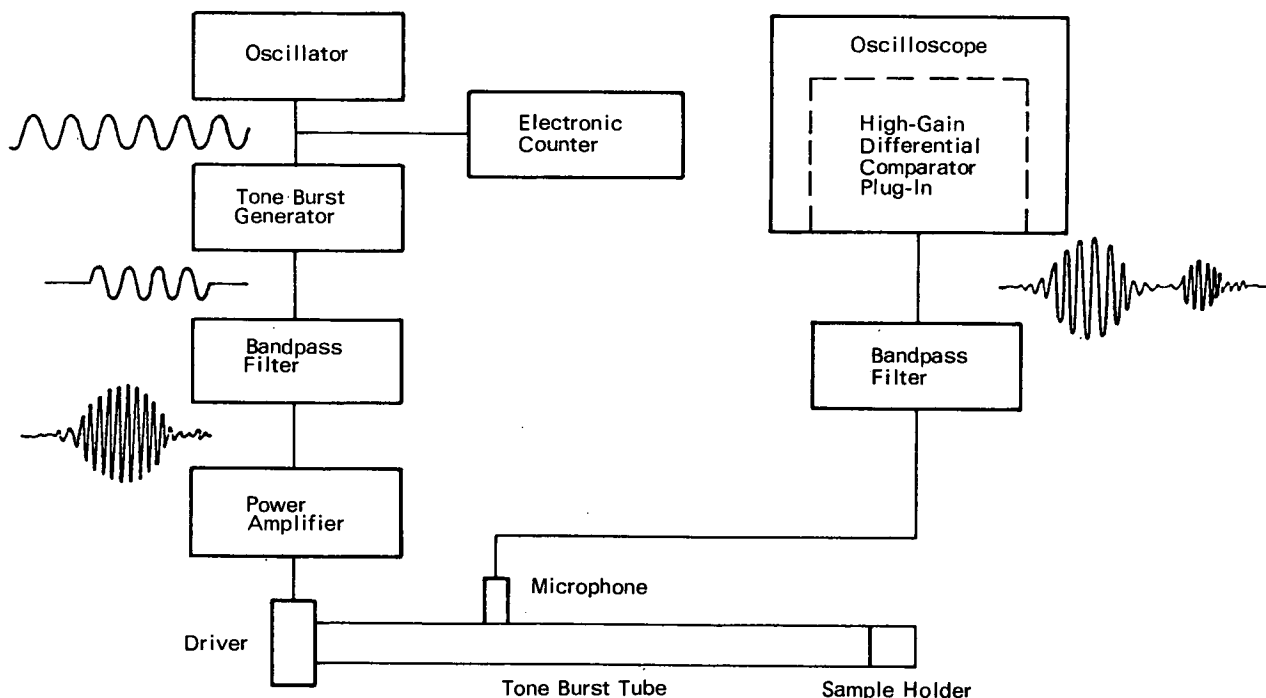 Oscillator
Electronic
Counter
Tone Burst
Generator
Bandpass
Filter
Power
Amplifier
Driver
Microphone
Tone Burst Tube
Sample Holder
Oscilloscope
High-Gain
Differential
Comparator
Plug-In
Bandpass
Filter